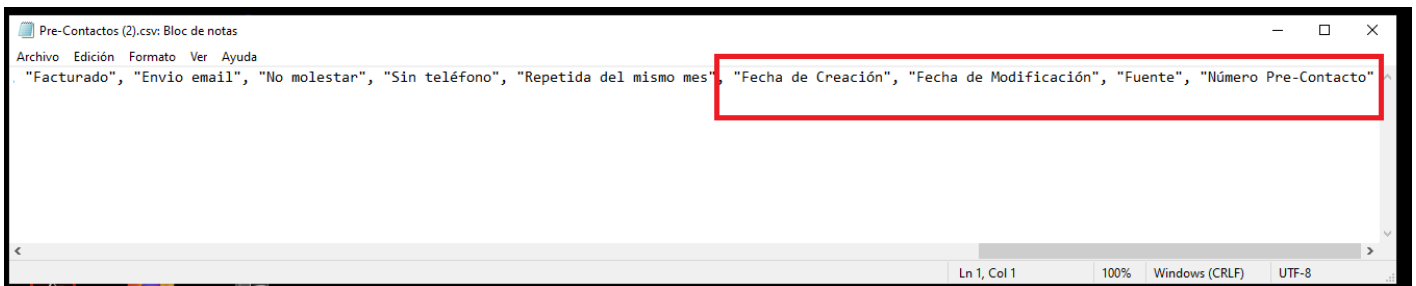 Pre-Contactos (2).csv: Bloc de notas
Archivo Edición Formato Ver Ayuda
"Facturado", "Envio email", "No molestar", "Sin teléfono", "Repetida del mismo mes", "Fecha de Creación", "Fecha de Modificación", "Fuente", "Número Pre-Contacto"
Ln 1, Col 1 100% Windows (CRLF) UTF-8